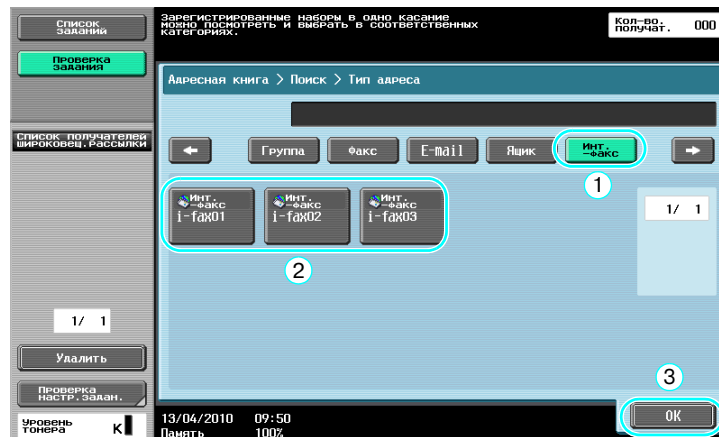 Список
заданий
Зарегистрированные наборы в одно касание
можно посмотреть и выбрать в соответственных
категориях.
Кол-во.
получат.
000
Проверка
задания
Адресная книга > Поиск > Тип адреса
Список получателей
широковещ.рассылки
Группа
Факс
E-mail
Ящик
Инт.
-факс
1
Инт.
-факс
i-fax01
Инт.
-факс
i-fax02
Инт.
-факс
i-fax03
1/ 1
2
1/ 1
Удалить
Проверка
настр.задан.
3
OK
Уровень
тонера
K
13/04/2010 09:50
Память 100%